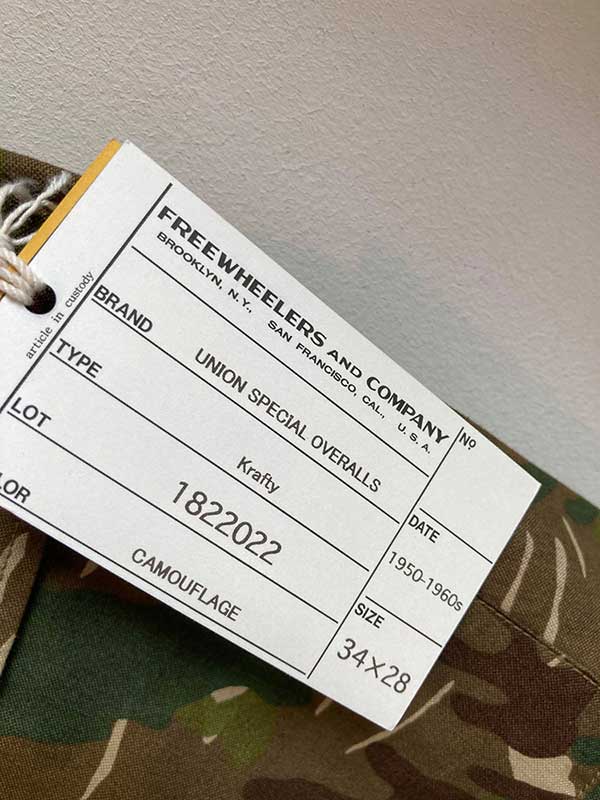 FREEWHEELERS AND COMPANY
BROOKLYN, N.Y., SAN FRANCISCO, CAL., U.S.A.
article in custody
BRAND
UNION SPECIAL OVERALLS
TYPE
Krafty
LOT
1822022
LOR
CAMOUFLAGE
Nº
DATE
1950-1960s
SIZE
34×28